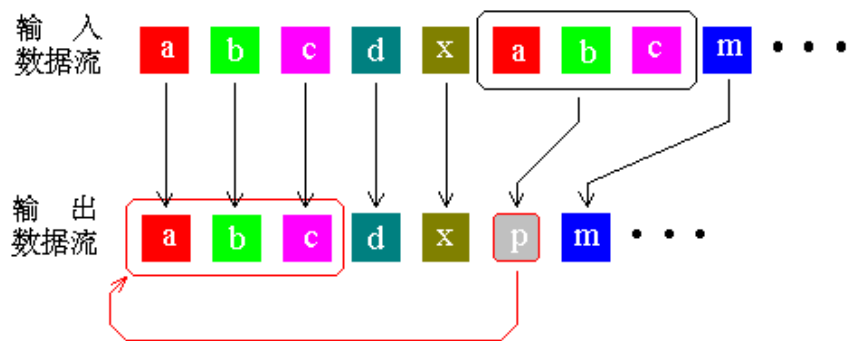 输 入
数据流
a b c d x a b c m • • •
输 出
数据流
a b c d x p m • • •